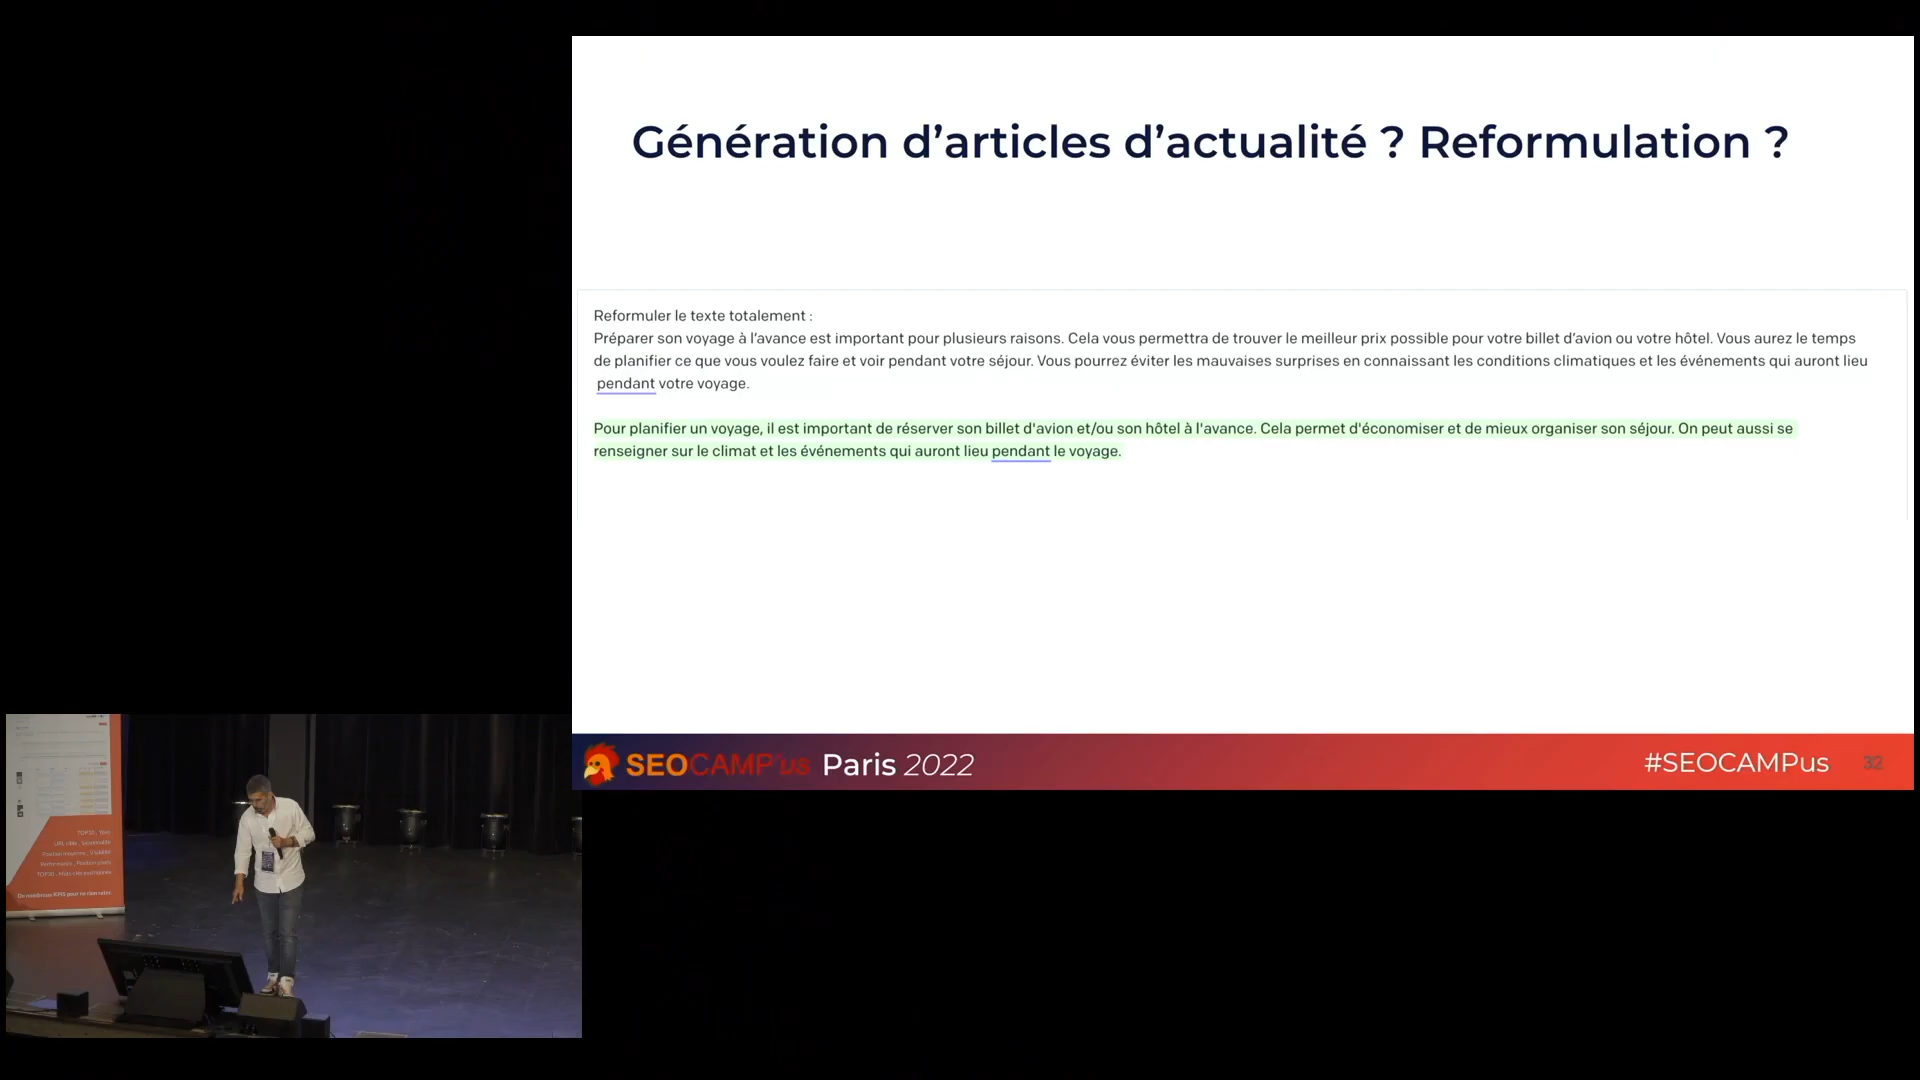 Génération d’articles d’actualité ? Reformulation ?
Reformuler le texte totalement :
Préparer son voyage à l’avance est important pour plusieurs raisons. Cela vous permettra de trouver le meilleur prix possible pour votre billet d’avion ou votre hôtel. Vous aurez le temps
de planifier ce que vous voulez faire et voir pendant votre séjour. Vous pourrez éviter les mauvaises surprises en connaissant les conditions climatiques et les événements qui auront lieu
pendant votre voyage.
Pour planifier un voyage, il est important de réserver son billet d'avion et/ou son hôtel à l'avance. Cela permet d'économiser et de mieux organiser son séjour. On peut aussi se
renseigner sur le climat et les événements qui auront lieu pendant le voyage.
SEOCAMP'us Paris 2022
#SEOCAMPus 32